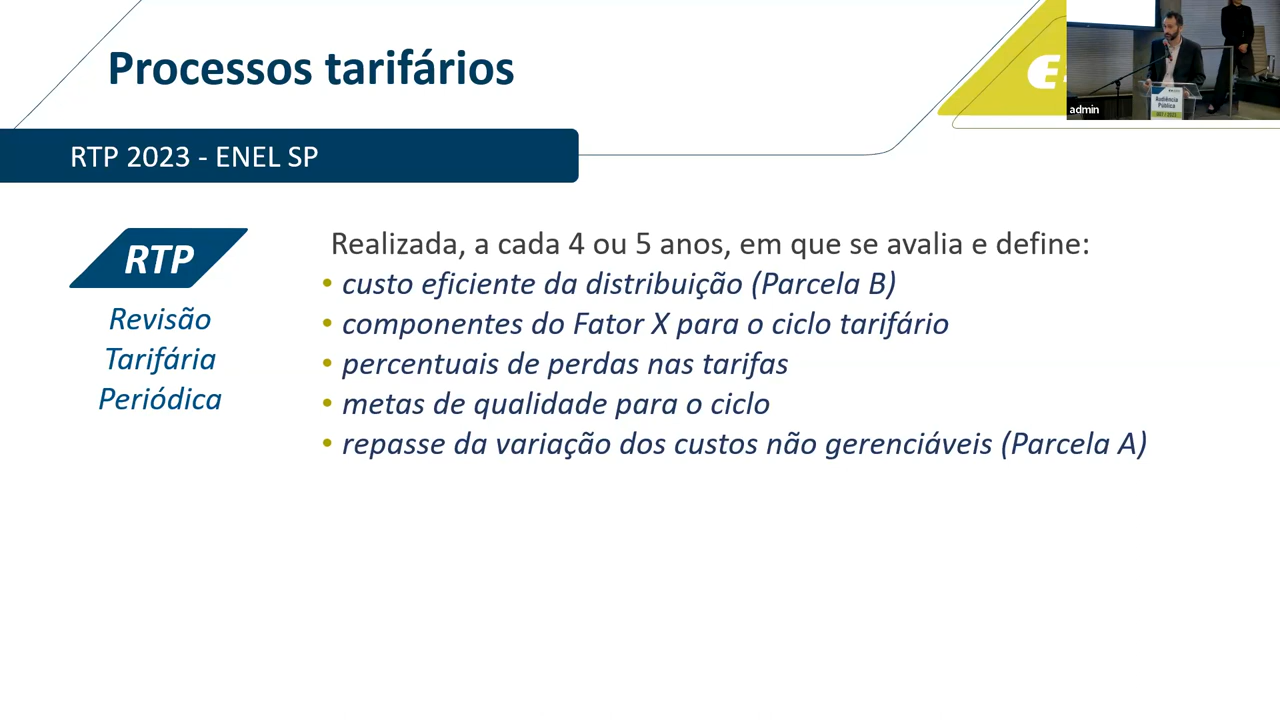 Processos tarifários
E
admin
Audiência
Pública
RTP 2023 - ENEL SP
RTP
Revisão
Tarifária
Periódica
Realizada, a cada 4 ou 5 anos, em que se avalia e define:
• custo eficiente da distribuição (Parcela B)
• componentes do Fator X para o ciclo tarifário
• percentuais de perdas nas tarifas
• metas de qualidade para o ciclo
• repasse da variação dos custos não gerenciáveis (Parcela A)